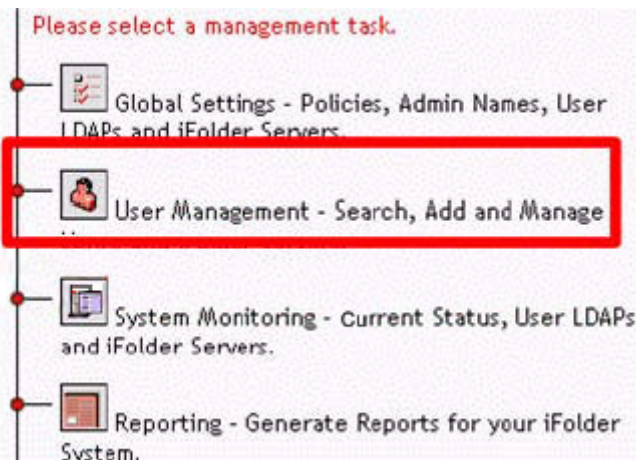 Please select a management task.
Global Settings - Policies, Admin Names, User
LDAPs and iFolder Servers.
User Management - Search, Add and Manage
System Monitoring - Current Status, User LDAPs
and iFolder Servers.
Reporting - Generate Reports for your iFolder
System.